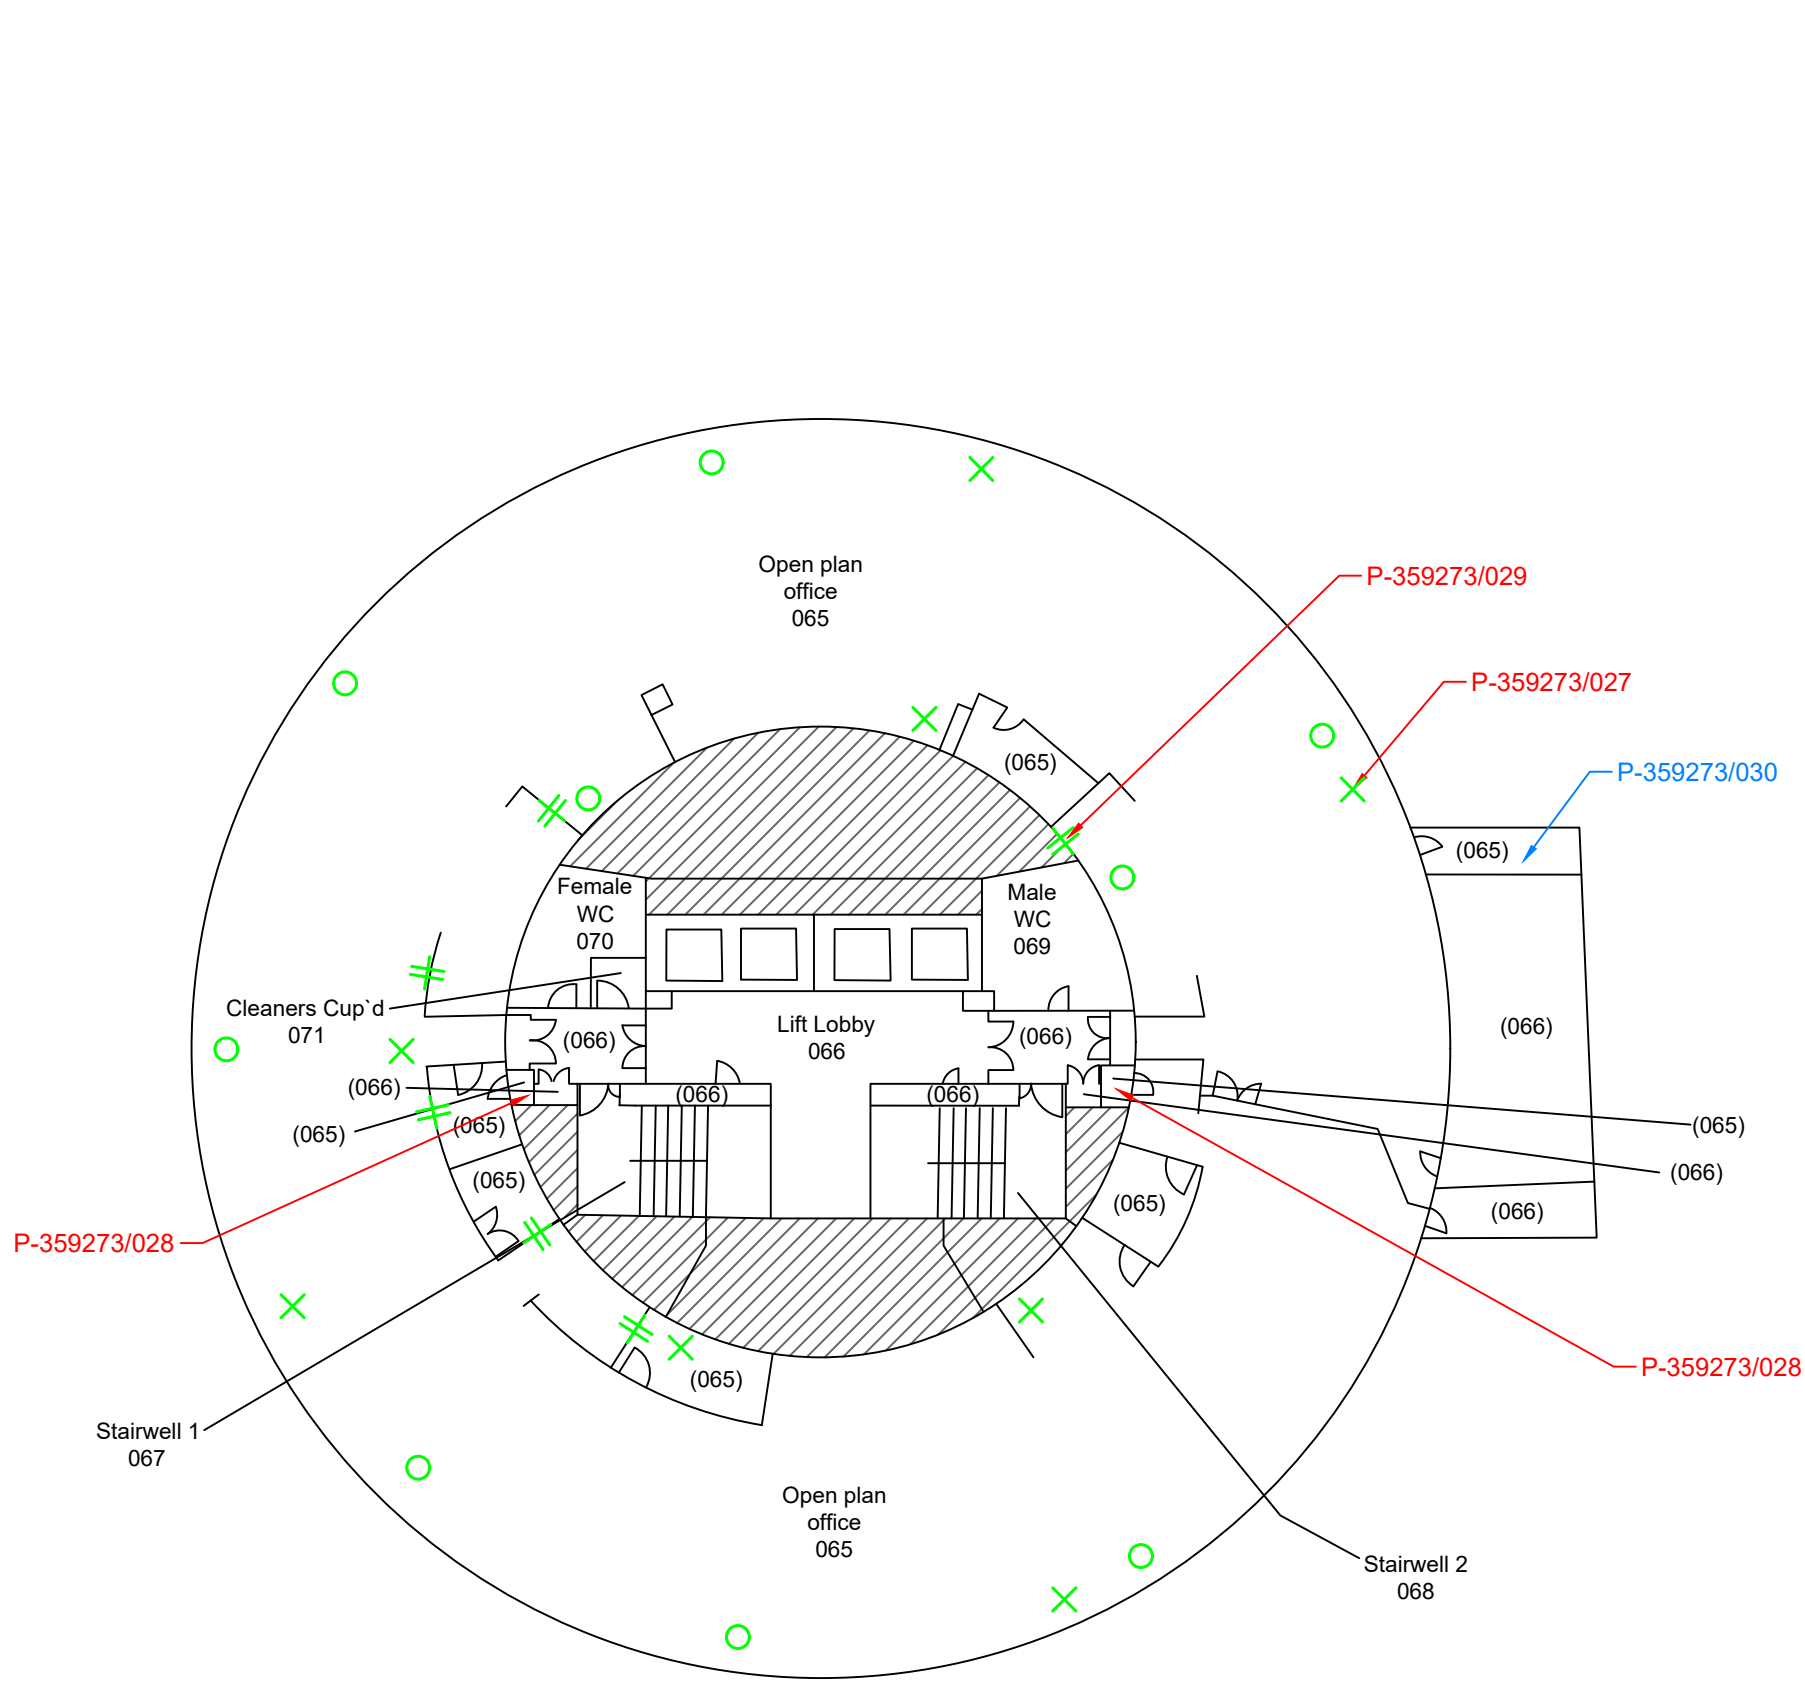 Open plan
office
065
P-359273/029
P-359273/027
P-359273/030
(065)
(065)
Female
WC
070
Male
WC
069
Cleaners Cup`d
071
Lift Lobby
066
(066)
(066)
(066)
(066)
(066)
(066)
(065)
(065)
(065)
(066)
(065)
(065)
(066)
(065)
(066)
P-359273/028
P-359273/028
(065)
Stairwell 1
067
Open plan
office
065
Stairwell 2
068